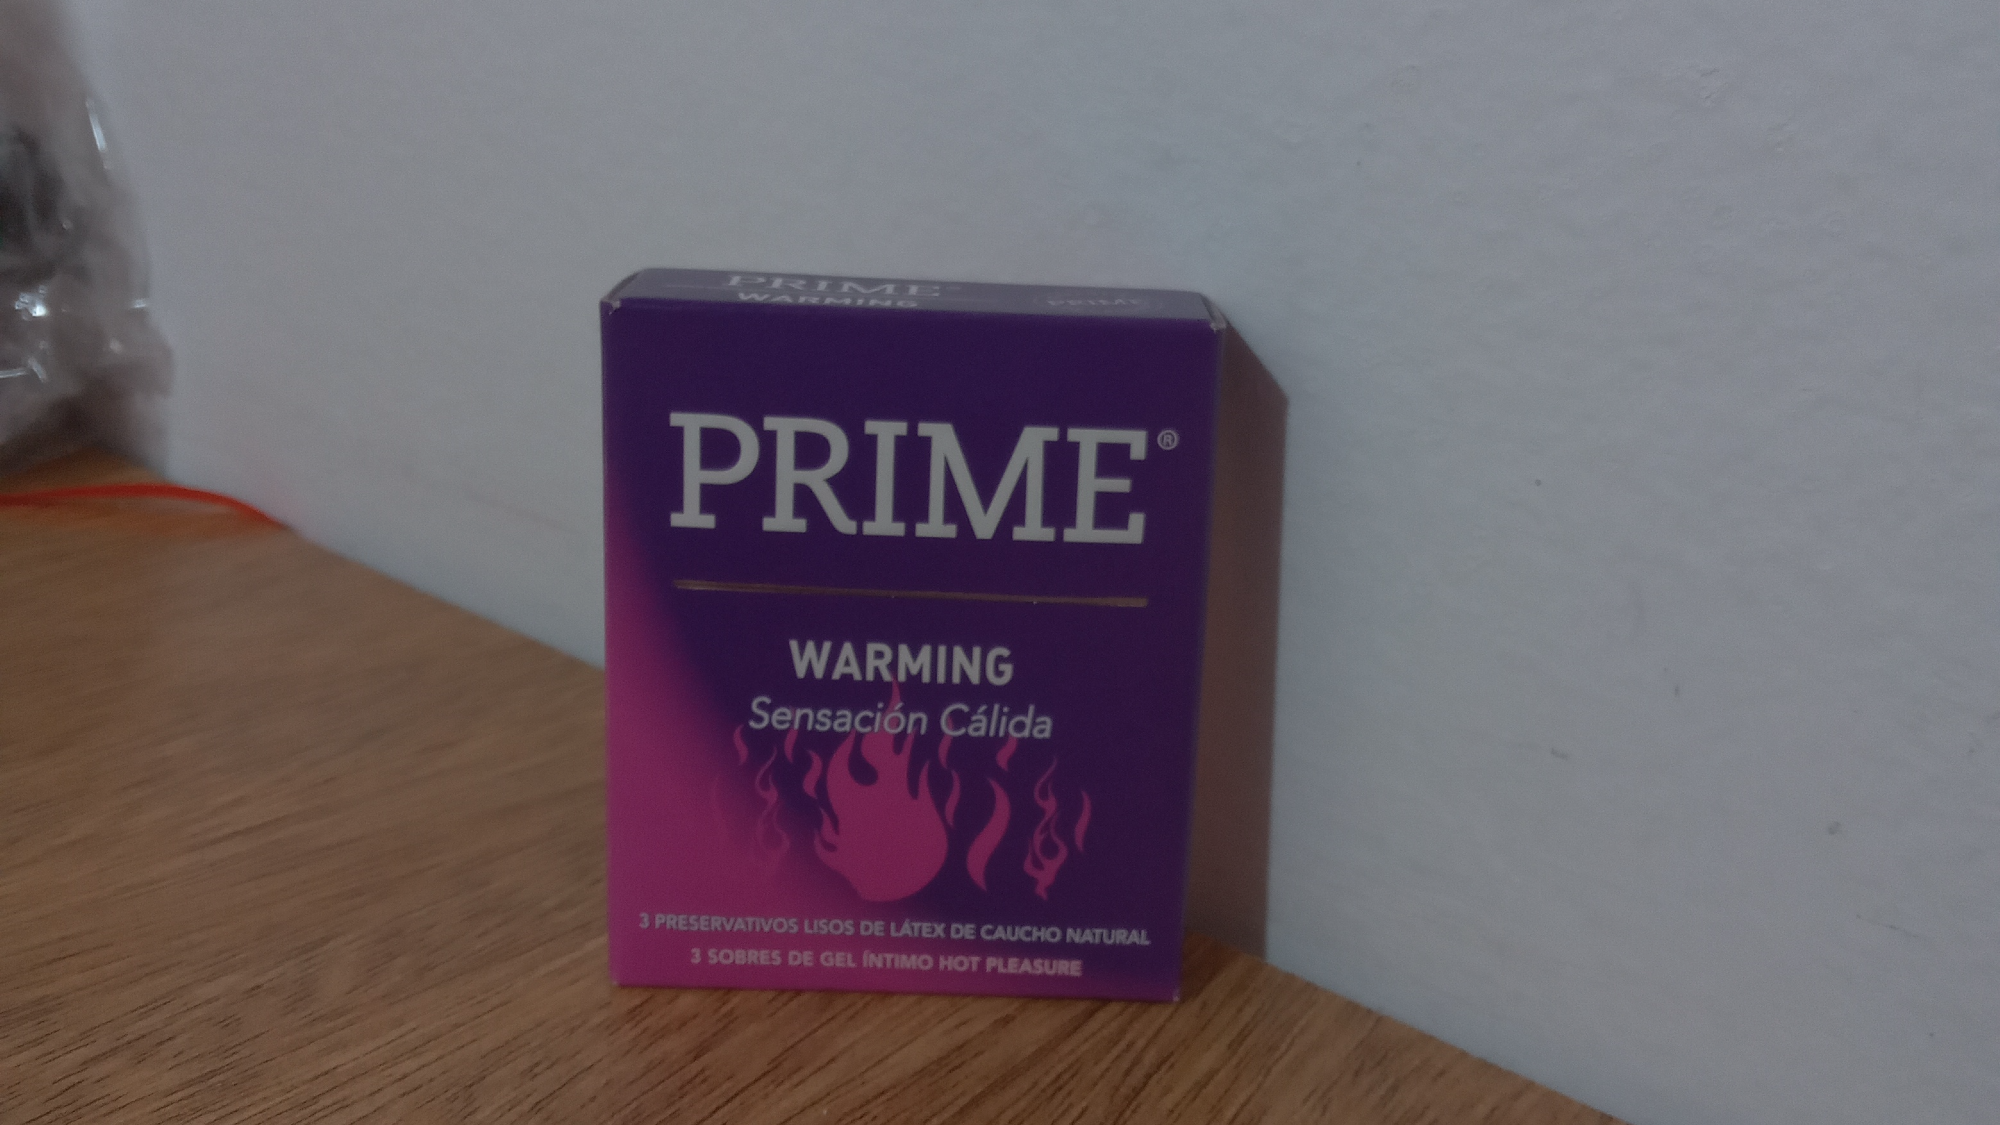 PRIME
WARMING
PRIME
PRIME®
WARMING
Sensación Cálida
3 PRESERVATIVOS LISOS DE LÁTEX DE CAUCHO NATURAL
3 SOBRES DE GEL ÍNTIMO HOT PLEASURE